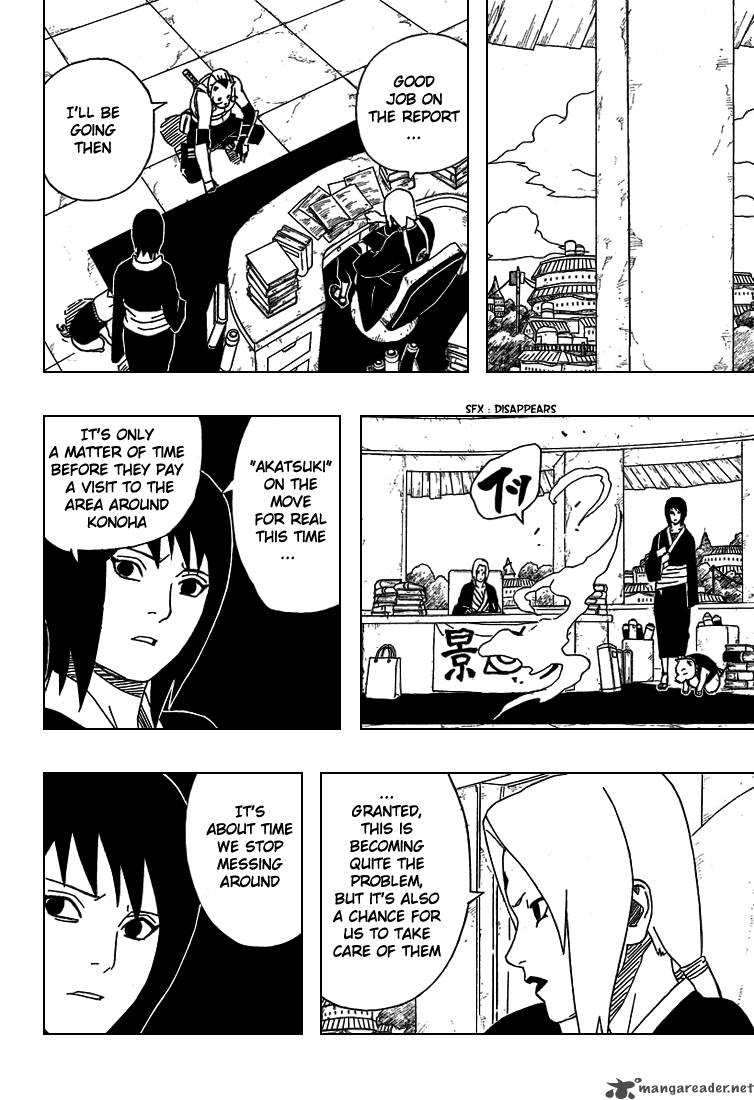 GOOD
JOB ON
THE REPORT
...
I'LL BE
GOING
THEN
SFX : DISAPPEARS
景
"AKATSUKI"
ON THE
MOVE
FOR REAL
THIS TIME
...
IT'S ONLY
A MATTER OF TIME
BEFORE THEY PAY
A VISIT TO THE
AREA AROUND
KONOHA
...
GRANTED,
THIS IS
BECOMING
QUITE THE
PROBLEM,
BUT IT'S ALSO
A CHANCE FOR
US TO TAKE
CARE OF THEM
IT'S
ABOUT TIME
WE STOP
MESSING
AROUND
mangareader.net